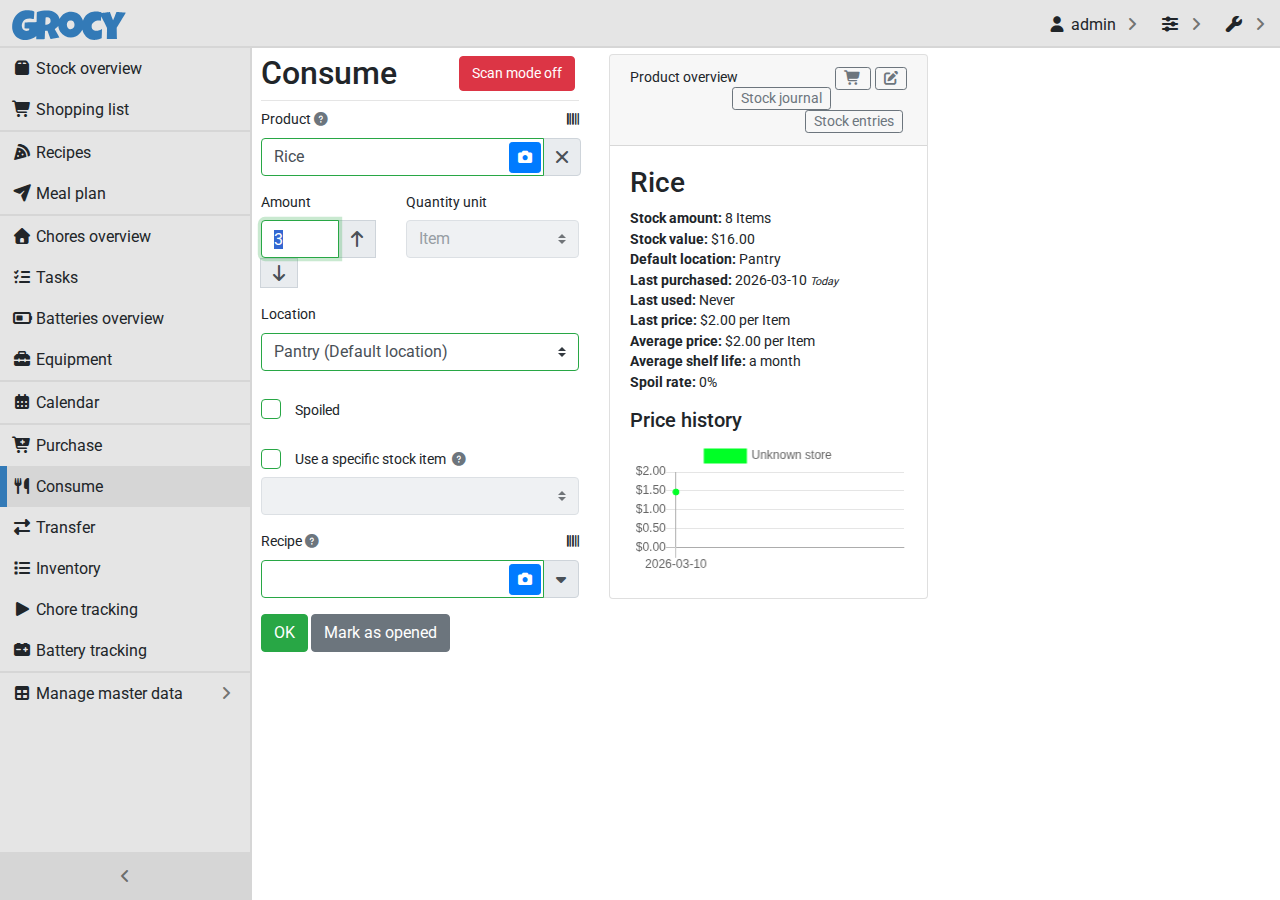 GROCY
admin
Stock overview
Shopping list
Recipes
Meal plan
Chores overview
Tasks
Batteries overview
Equipment
Calendar
Purchase
Consume
Transfer
Inventory
Chore tracking
Battery tracking
Manage master data
Consume
Scan mode off
Product
Rice
Amount
Quantity unit
3
Item
Location
Pantry (Default location)
Spoiled
Use a specific stock item
Recipe
OK
Mark as opened
Product overview
Stock journal
Stock entries
Rice
Stock amount: 8 Items
Stock value: $16.00
Default location: Pantry
Last purchased: 2026-03-10 Today
Last used: Never
Last price: $2.00 per Item
Average price: $2.00 per Item
Average shelf life: a month
Spoil rate: 0%
Price history
Unknown store
$2.00
$1.50
$1.00
$0.50
$0.00
2026-03-10